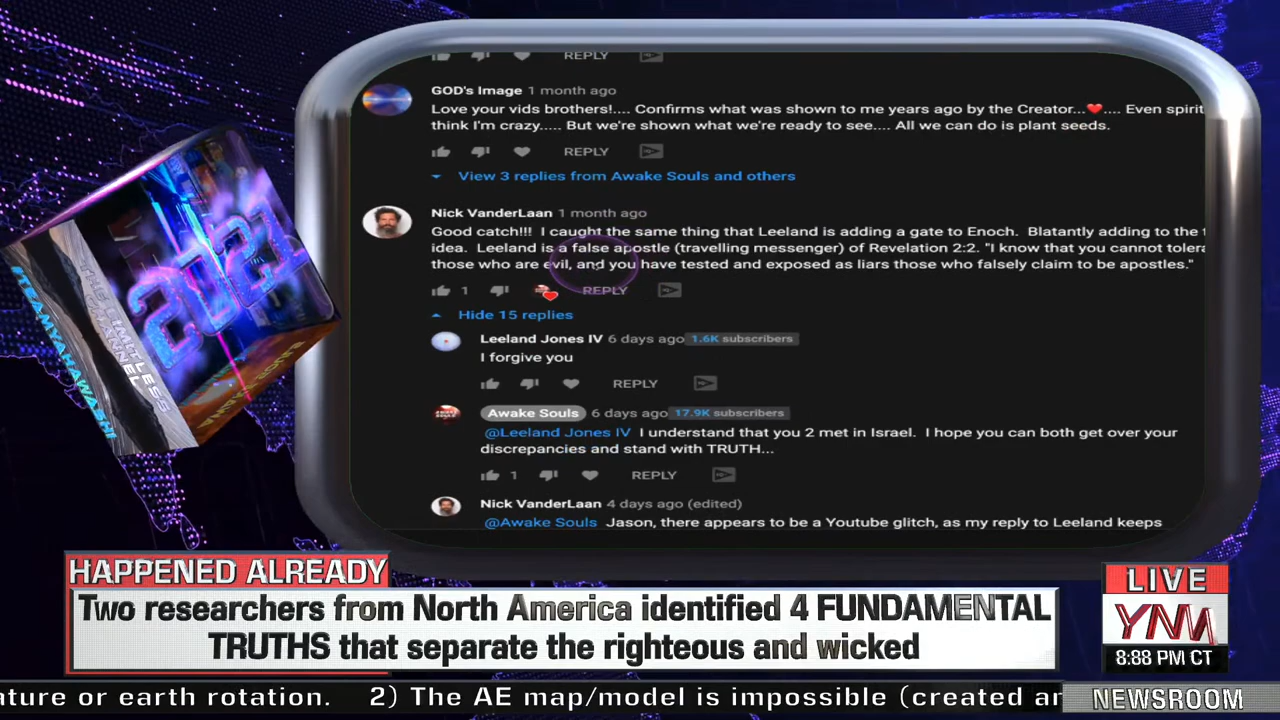 REPLY
GOD's Image 1 month ago
Love your vids brothers!.... Confirms what was shown to me years ago by the Creator...❤.... Even spirit
think I'm crazy..... But we're shown what we're ready to see.... All we can do is plant seeds.
REPLY
View 3 replies from Awake Souls and others
Nick VanderLaan 1 month ago
Good catch!!! I caught the same thing that Leeland is adding a gate to Enoch. Blatantly adding to the
idea. Leeland is a false apostle (travelling messenger) of Revelation 2:2. "I know that you cannot tolera
those who are evil, and you have tested and exposed as liars those who falsely claim to be apostles."
1 REPLY
Hide 15 replies
Leeland Jones IV 6 days ago 1.6K subscribers
I forgive you
REPLY
Awake Souls 6 days ago 17.9K subscribers
@Leeland Jones IV I understand that you 2 met in Israel. I hope you can both get over your
discrepancies and stand with TRUTH...
1 REPLY
Nick VanderLaan 4 days ago (edited)
@Awake Souls Jason, there appears to be a Youtube glitch, as my reply to Leeland keeps
2021
THE LIMITLESS
CHANNEL
#TEAMYAHAWASHI
AWAKE SOULS
HAPPENED ALREADY
Two researchers from North America identified 4 FUNDAMENTAL
TRUTHS that separate the righteous and wicked
LIVE
YNM
8:88 PM CT
ature or earth rotation. 2) The AE map/model is impossible (created ar
NEWSROOM